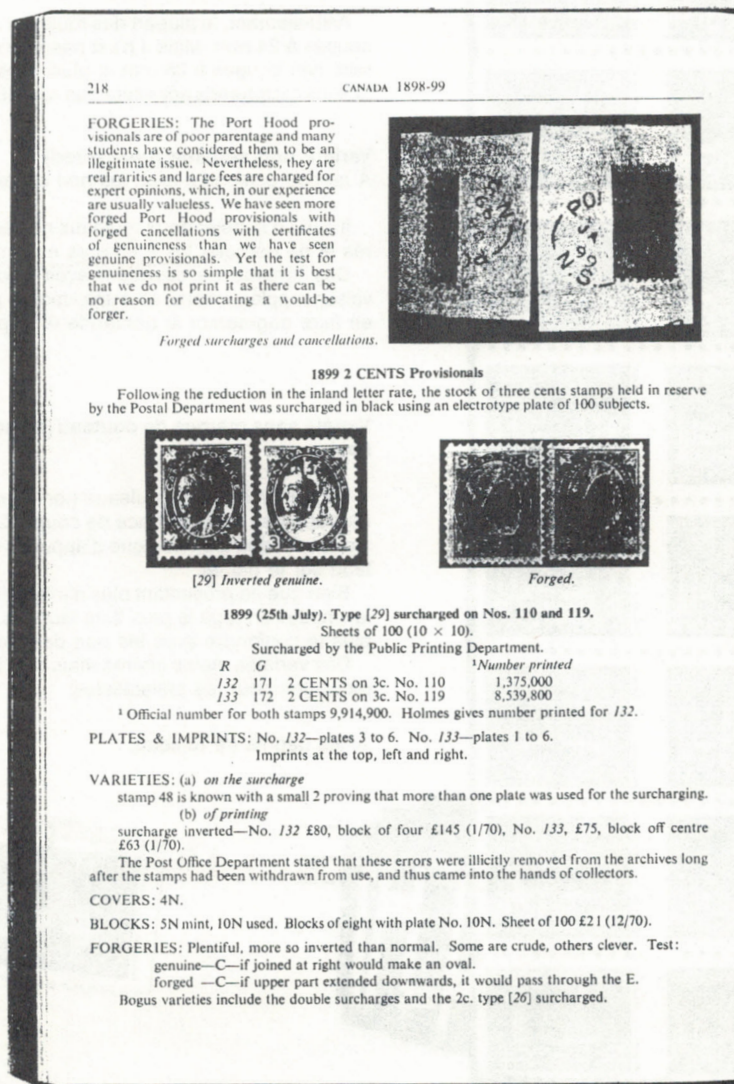 218
CANADA 1898-99
FORGERIES: The Port Hood pro-
visionals are of poor parentage and many
students have considered them to be an
illegitimate issue. Nevertheless, they are
real rarities and large fees are charged for
expert opinions, which, in our experience
are usually valueless. We have seen more
forged Port Hood provisionals with
forged cancellations with certificates
of genuineness than we have seen
genuine provisionals. Yet the test for
genuineness is so simple that it is best
that we do not print it as there can be
no reason for educating a would-be
forger.
POR
JA
99
N.S
Forged surcharges and cancellations.
1899 2 CENTS Provisionals
Following the reduction in the inland letter rate, the stock of three cents stamps held in reserve
by the Postal Department was surcharged in black using an electrotype plate of 100 subjects.
[29] Inverted genuine.
Forged.
1899 (25th July). Type [29] surcharged on Nos. 110 and 119.
Sheets of 100 (10 × 10).
Surcharged by the Public Printing Department.
R G ¹Number printed
132 171 2 CENTS on 3c. No. 110 1,375,000
133 172 2 CENTS on 3c. No. 119 8,539,800
¹ Official number for both stamps 9,914,900. Holmes gives number printed for 132.
PLATES & IMPRINTS: No. 132—plates 3 to 6. No. 133—plates 1 to 6.
Imprints at the top, left and right.
VARIETIES: (a) on the surcharge
stamp 48 is known with a small 2 proving that more than one plate was used for the surcharging.
(b) of printing
surcharge inverted—No. 132 £80, block of four £145 (1/70), No. 133, £75, block off centre
£63 (1/70).
The Post Office Department stated that these errors were illicitly removed from the archives long
after the stamps had been withdrawn from use, and thus came into the hands of collectors.
COVERS: 4N.
BLOCKS: 5N mint, 10N used. Blocks of eight with plate No. 10N. Sheet of 100 £21 (12/70).
FORGERIES: Plentiful, more so inverted than normal. Some are crude, others clever. Test:
genuine—C—if joined at right would make an oval.
forged —C—if upper part extended downwards, it would pass through the E.
Bogus varieties include the double surcharges and the 2c. type [26] surcharged.